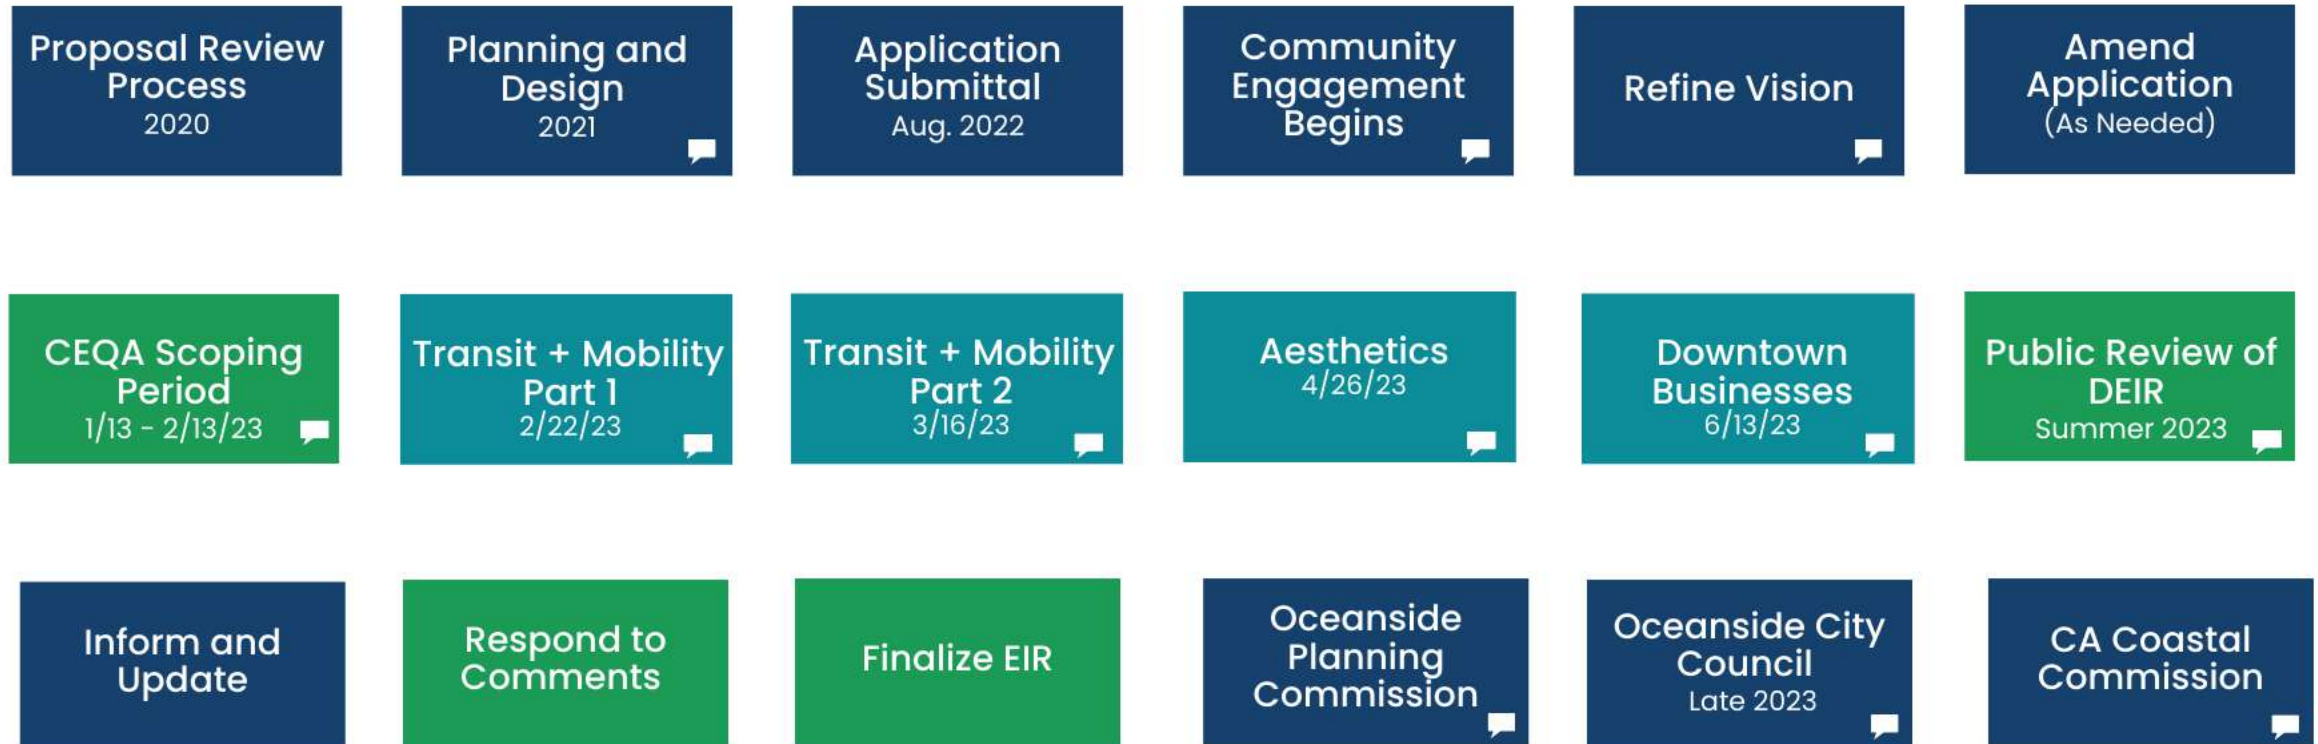 Proposal Review
Process
2020
Planning and
Design
2021
Application
Submittal
Aug. 2022
Community
Engagement
Begins
Refine Vision
Amend
Application
(As Needed)
CEQA Scoping
Period
1/13 - 2/13/23
Transit + Mobility
Part 1
2/22/23
Transit + Mobility
Part 2
3/16/23
Aesthetics
4/26/23
Downtown
Businesses
6/13/23
Public Review of
DEIR
Summer 2023
Inform and
Update
Respond to
Comments
Finalize EIR
Oceanside
Planning
Commission
Oceanside City
Council
Late 2023
CA Coastal
Commission